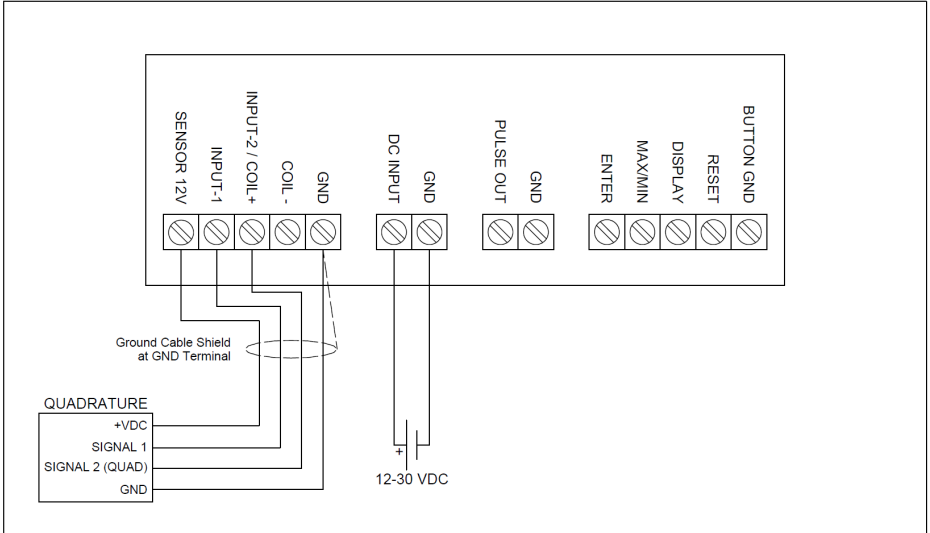 SENSOR 12V
INPUT-1
INPUT-2 / COIL+
COIL -
GND
DC INPUT
GND
PULSE OUT
GND
ENTER
MAX/MIN
DISPLAY
RESET
BUTTON GND
Ground Cable Shield
at GND Terminal
QUADRATURE
+VDC
SIGNAL 1
SIGNAL 2 (QUAD)
GND
+
12-30 VDC